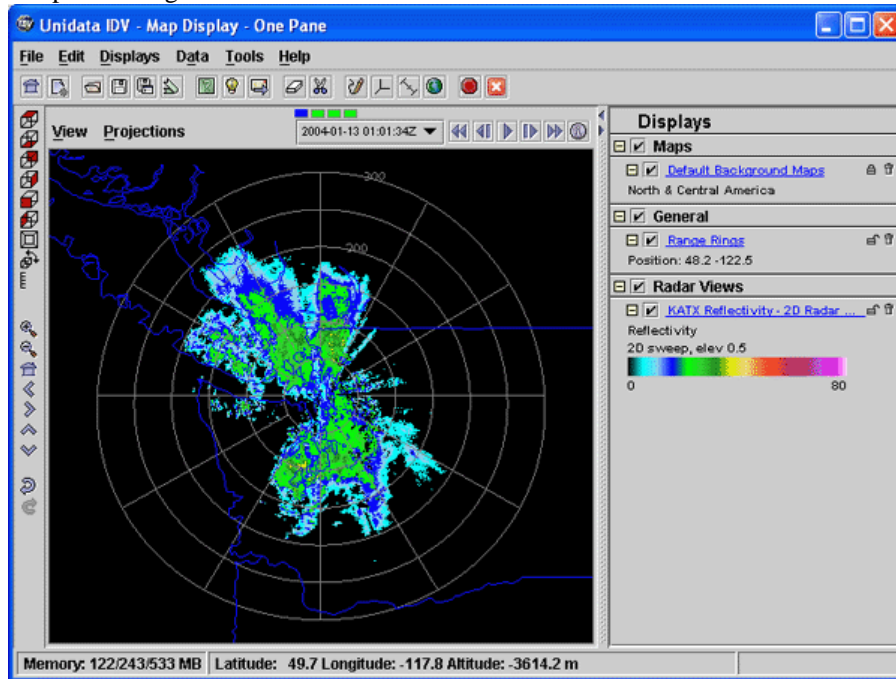 Unidata IDV - Map Display - One Pane
File Edit Displays Data Tools Help
View Projections
2004-01-13 01:01:34Z
300
200
Displays
Maps
Default Background Maps
North & Central America
General
Range Rings
Position: 48.2 -122.5
Radar Views
KATX Reflectivity - 2D Radar ...
Reflectivity
2D sweep, elev 0.5
0 80
Memory: 122/243/533 MB Latitude: 49.7 Longitude: -117.8 Altitude: -3614.2 m